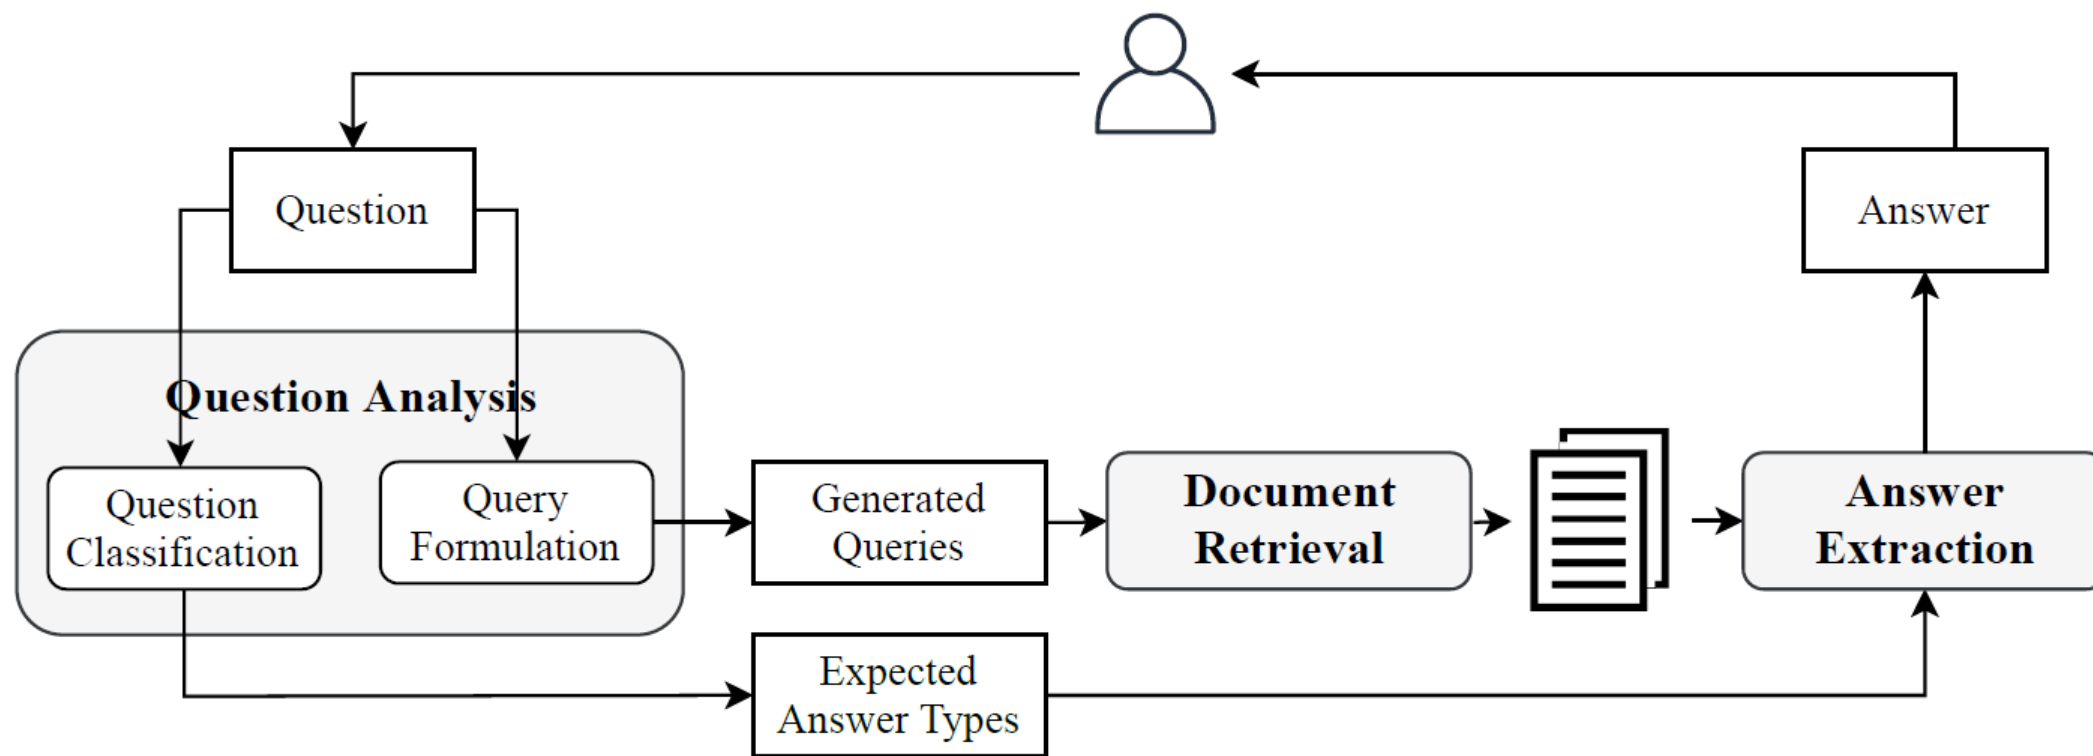 Question
Answer
Question Analysis
Question
Classification
Query
Formulation
Generated
Queries
Document
Retrieval
Answer
Extraction
Expected
Answer Types